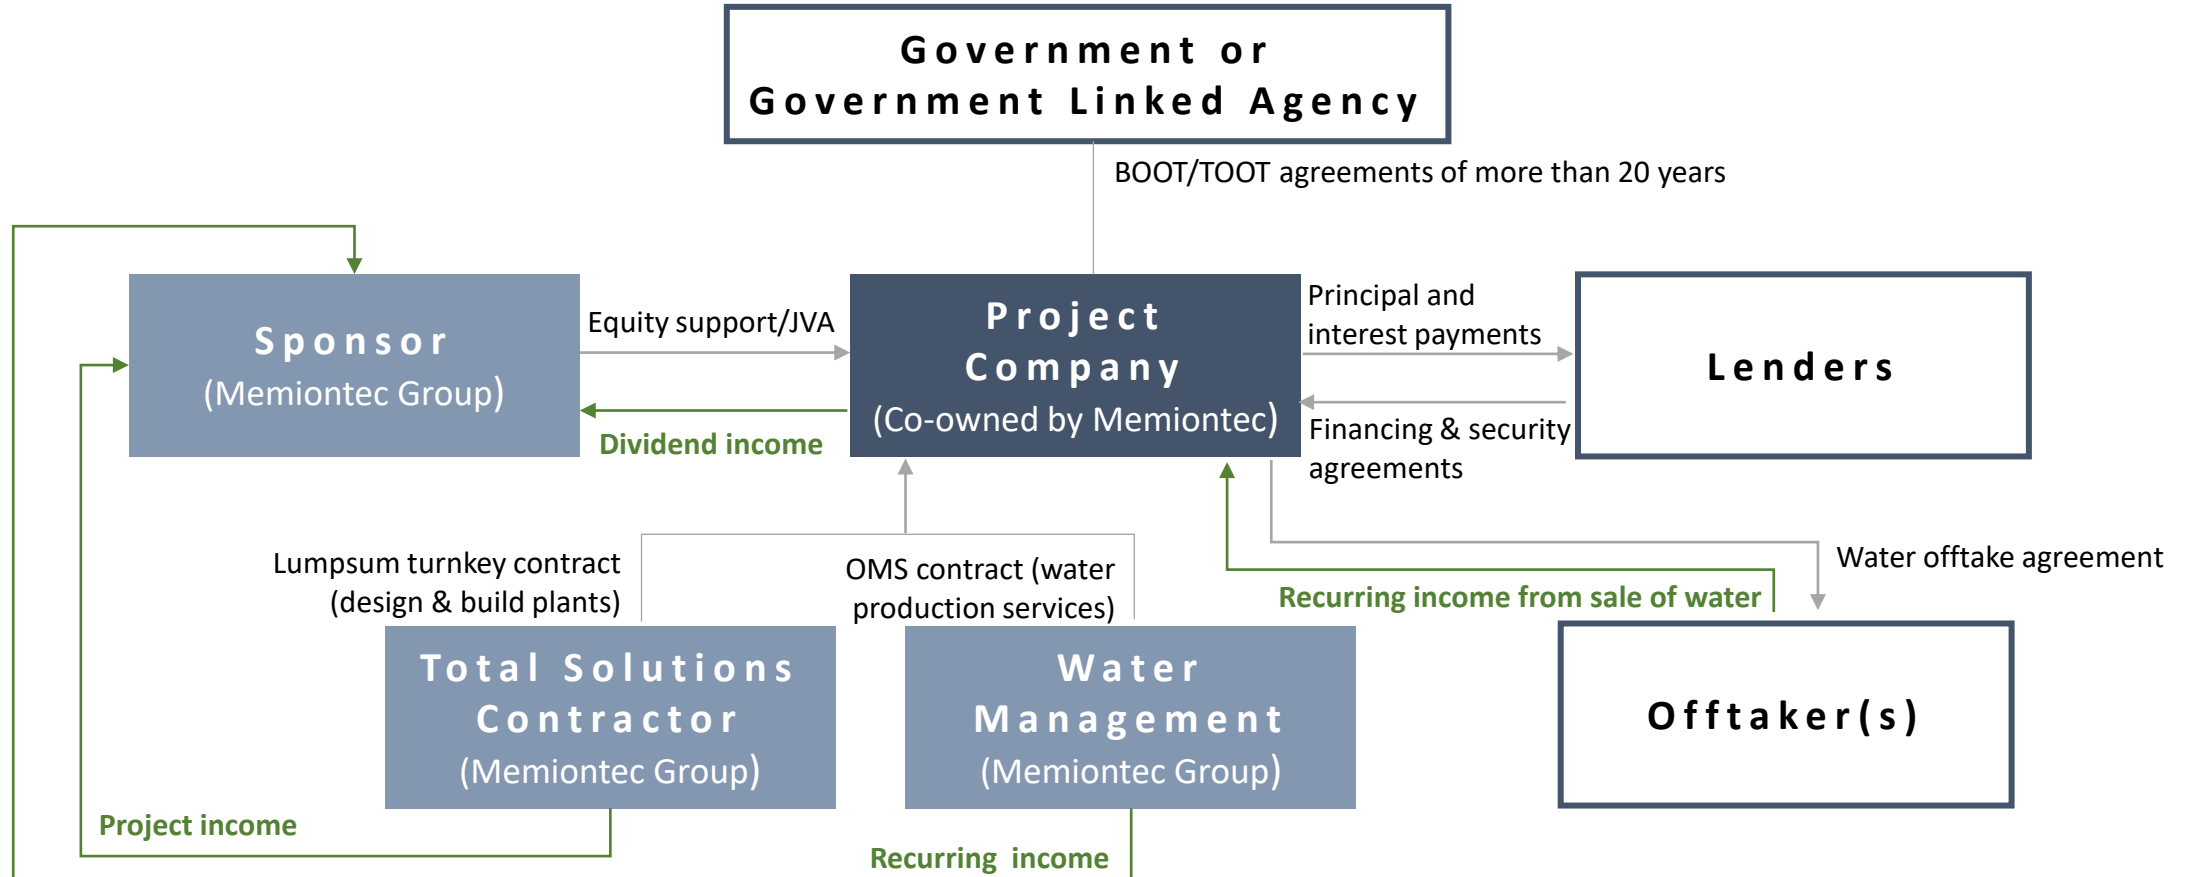 Government or
Government Linked Agency
BOOT/TOOT agreements of more than 20 years
Sponsor
(Memiontec Group)
Equity support/JVA
Dividend income
Project
Company
(Co-owned by Memiontec)
Principal and
interest payments
Financing & security
agreements
Lenders
Lumpsum turnkey contract
(design & build plants)
OMS contract (water
production services)
Recurring income from sale of water
Water offtake agreement
Total Solutions
Contractor
(Memiontec Group)
Water
Management
(Memiontec Group)
Offtaker(s)
Project income
Recurring income